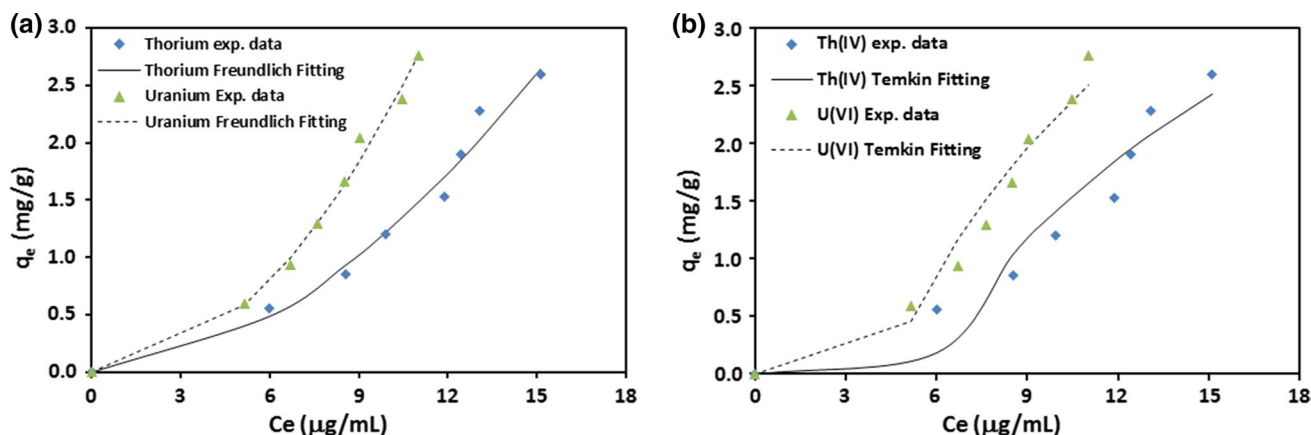 (a)
3.0
2.5
2.0
1.5
1.0
0.5
0.0
qe (mg/g)
Thorium exp. data
Thorium Freundlich Fitting
Uranium Exp. data
Uranium Freundlich Fitting
0 3 6 9 12 15 18
Ce (µg/mL)
(b)
3.0
2.5
2.0
1.5
1.0
0.5
0.0
qe (mg/g)
Th(IV) exp. data
Th(IV) Temkin Fitting
U(VI) Exp. data
U(VI) Temkin Fitting
0 3 6 9 12 15 18
Ce (µg/mL)